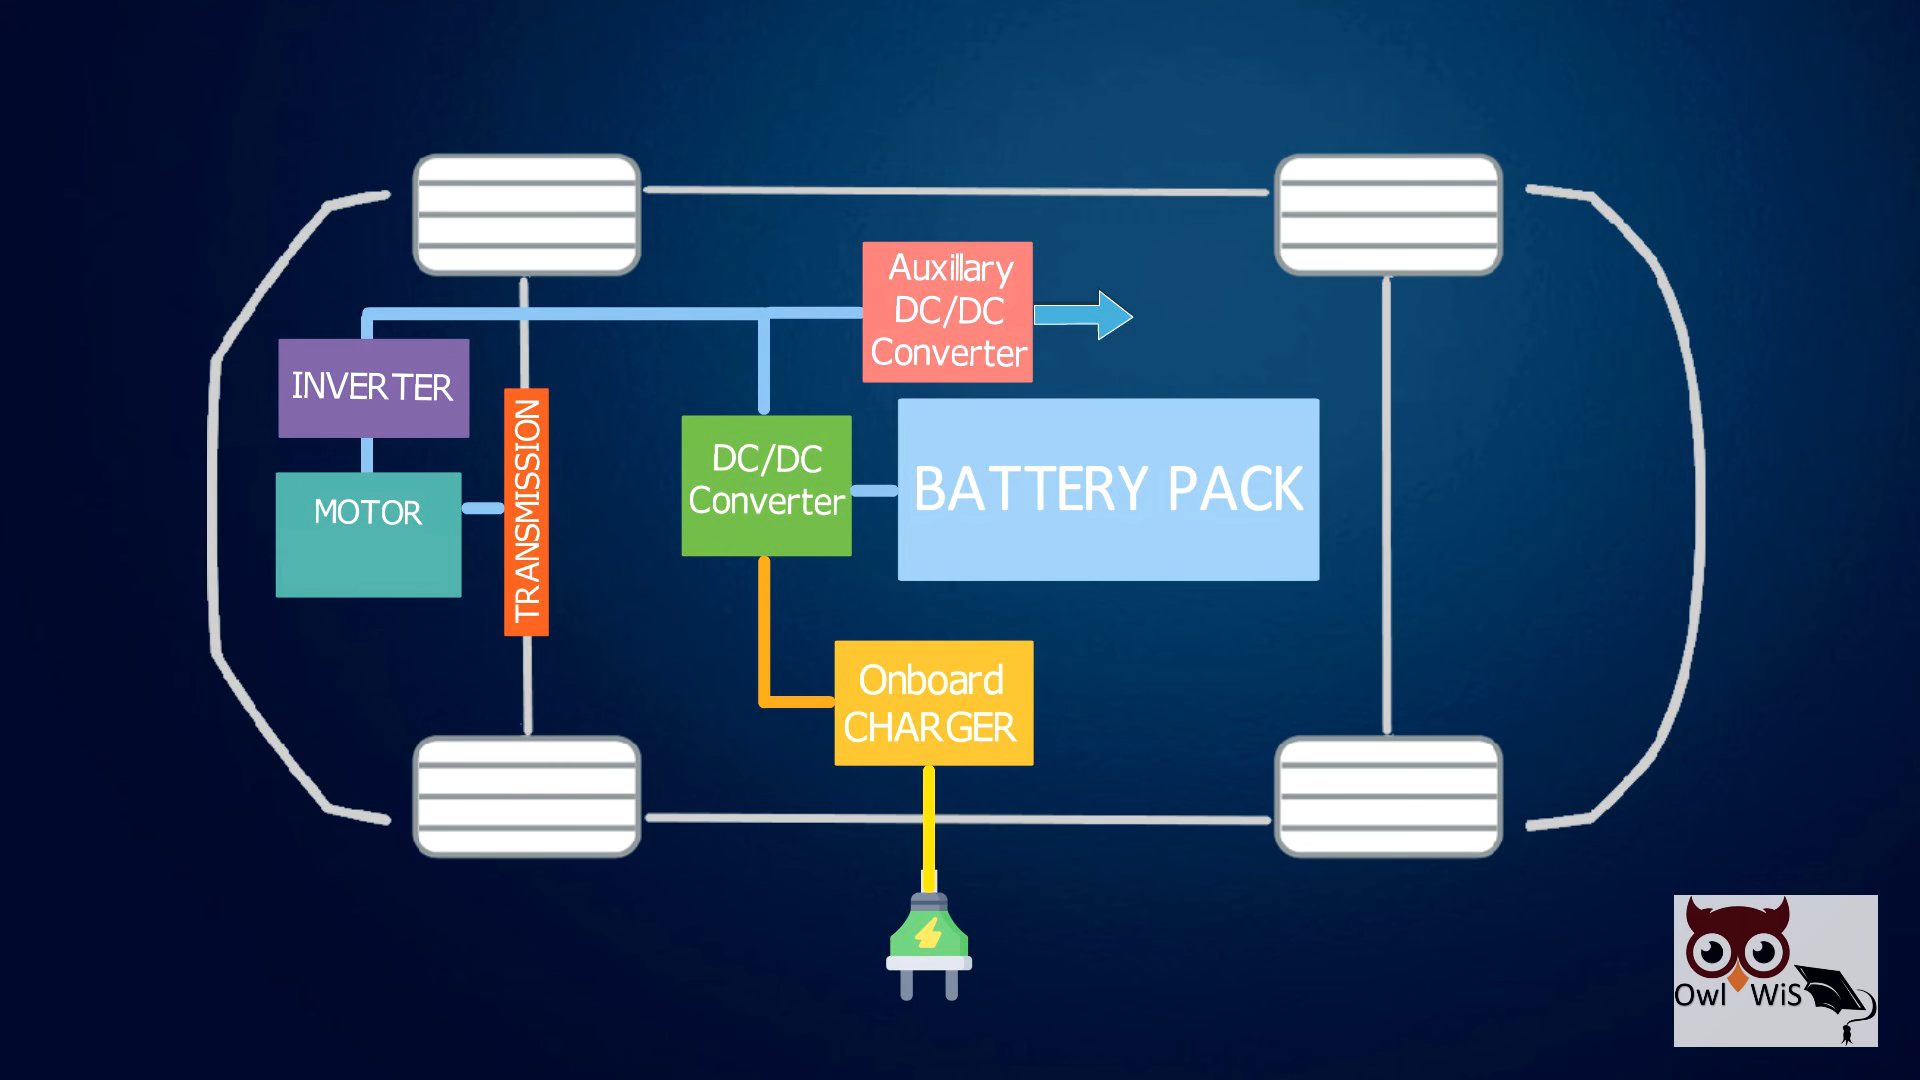 Auxillary
DC/DC
Converter
INVERTER
TRANSMISSION
DC/DC
Converter
BATTERY PACK
MOTOR
Onboard
CHARGER
Owl WiS